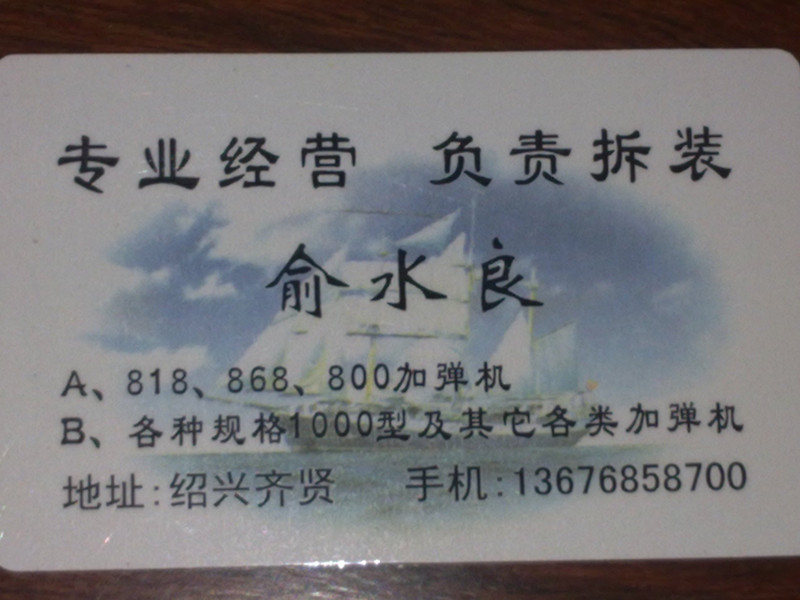 专业经营 负责拆装
俞水良
A、818、868、800加弹机
B、各种规格1000型及其它各类加弹机
地址:绍兴齐贤 手机:13676858700